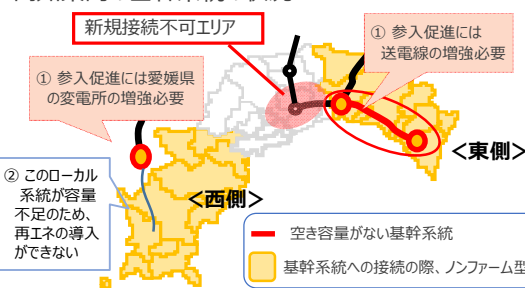 新規接続不可エリア
① 参入促進には
送電線の増強必要
① 参入促進には愛媛県
の変電所の増強必要
<東側>
② このローカル
系統が容量
不足のため、
再エネの導入
ができない
<西側>
空き容量がない基幹系統
基幹系統への接続の際、ノンファーム型